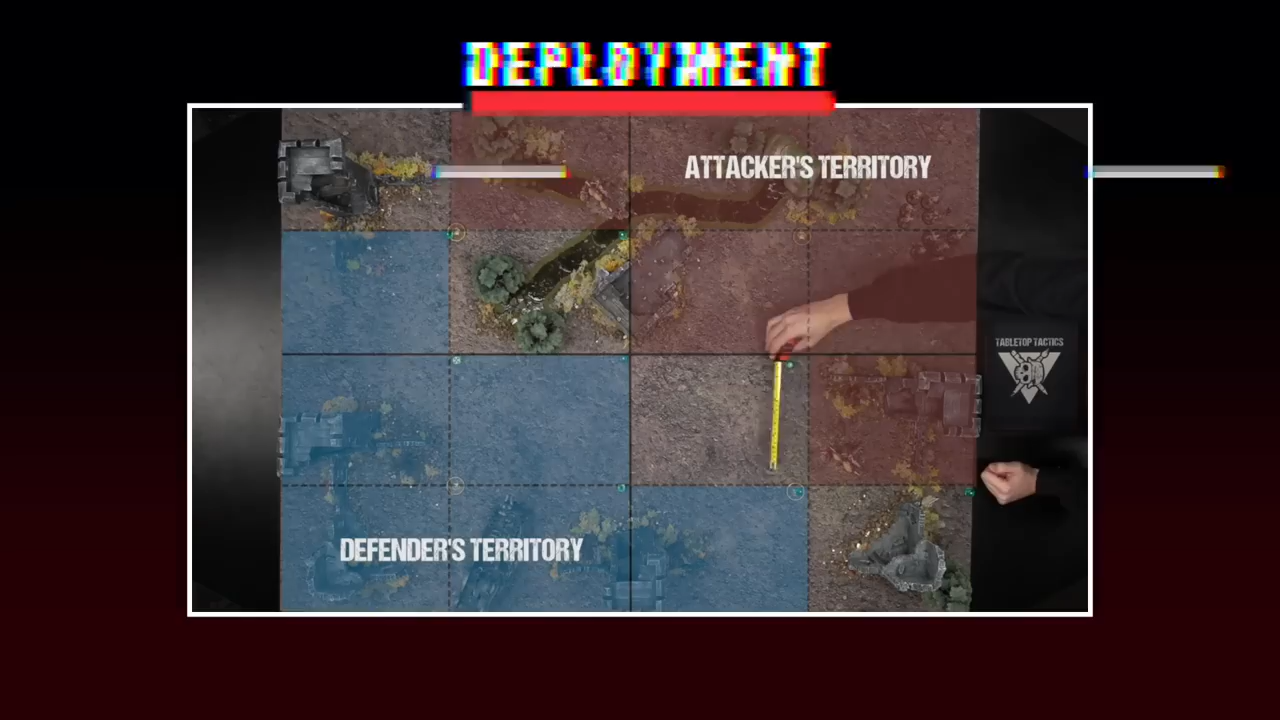 DEPLOYMENT
ATTACKER'S TERRITORY
TABLETOP TACTICS
DEFENDER'S TERRITORY